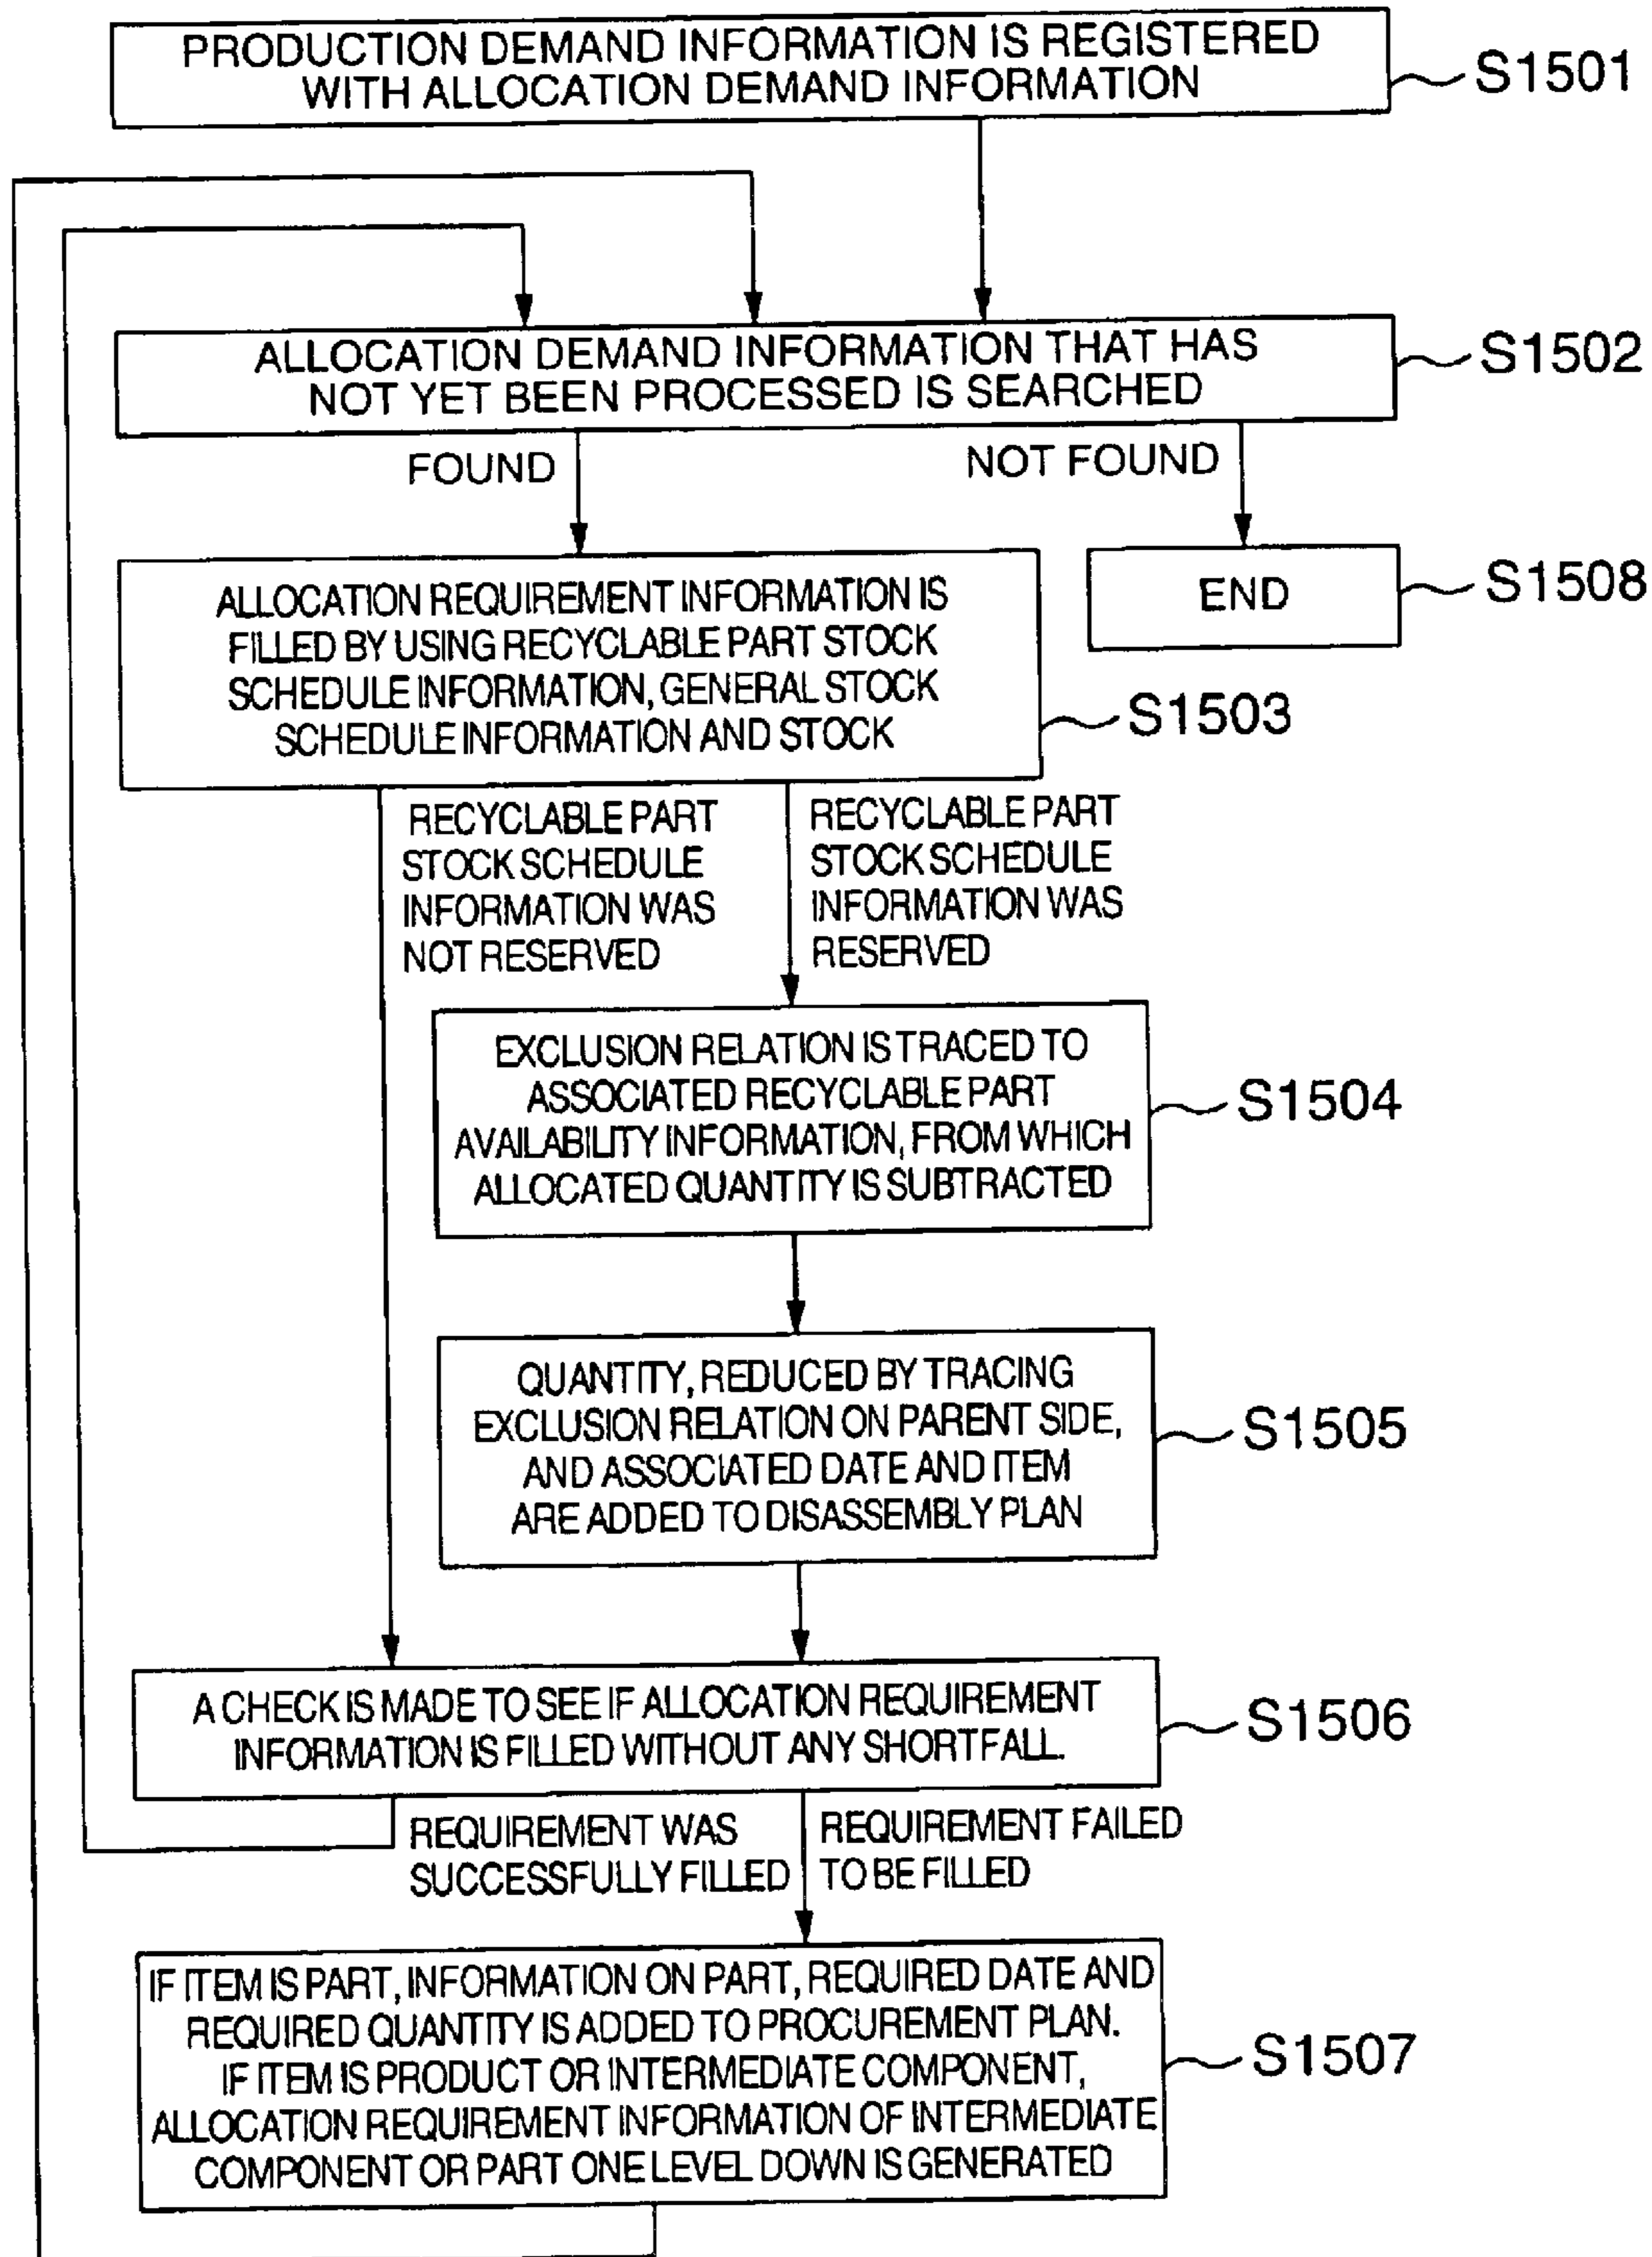 PRODUCTION DEMAND INFORMATION IS REGISTERED
WITH ALLOCATION DEMAND INFORMATION
S1501
ALLOCATION DEMAND INFORMATION THAT HAS
NOT YET BEEN PROCESSED IS SEARCHED
S1502
FOUND
NOT FOUND
ALLOCATION REQUIREMENT INFORMATION IS
FILLED BY USING RECYCLABLE PART STOCK
SCHEDULE INFORMATION, GENERAL STOCK
SCHEDULE INFORMATION AND STOCK
S1503
END
S1508
RECYCLABLE PART
STOCK SCHEDULE
INFORMATION WAS
NOT RESERVED
RECYCLABLE PART
STOCK SCHEDULE
INFORMATION WAS
RESERVED
EXCLUSION RELATION IS TRACED TO
ASSOCIATED RECYCLABLE PART
AVAILABILITY INFORMATION, FROM WHICH
ALLOCATED QUANTITY IS SUBTRACTED
S1504
QUANTITY, REDUCED BY TRACING
EXCLUSION RELATION ON PARENT SIDE,
AND ASSOCIATED DATE AND ITEM
ARE ADDED TO DISASSEMBLY PLAN
S1505
A CHECK IS MADE TO SEE IF ALLOCATION REQUIREMENT
INFORMATION IS FILLED WITHOUT ANY SHORTFALL.
S1506
REQUIREMENT WAS
SUCCESSFULLY FILLED
REQUIREMENT FAILED
TO BE FILLED
IF ITEM IS PART, INFORMATION ON PART, REQUIRED DATE AND
REQUIRED QUANTITY IS ADDED TO PROCUREMENT PLAN.
IF ITEM IS PRODUCT OR INTERMEDIATE COMPONENT,
ALLOCATION REQUIREMENT INFORMATION OF INTERMEDIATE
COMPONENT OR PART ONE LEVEL DOWN IS GENERATED
S1507